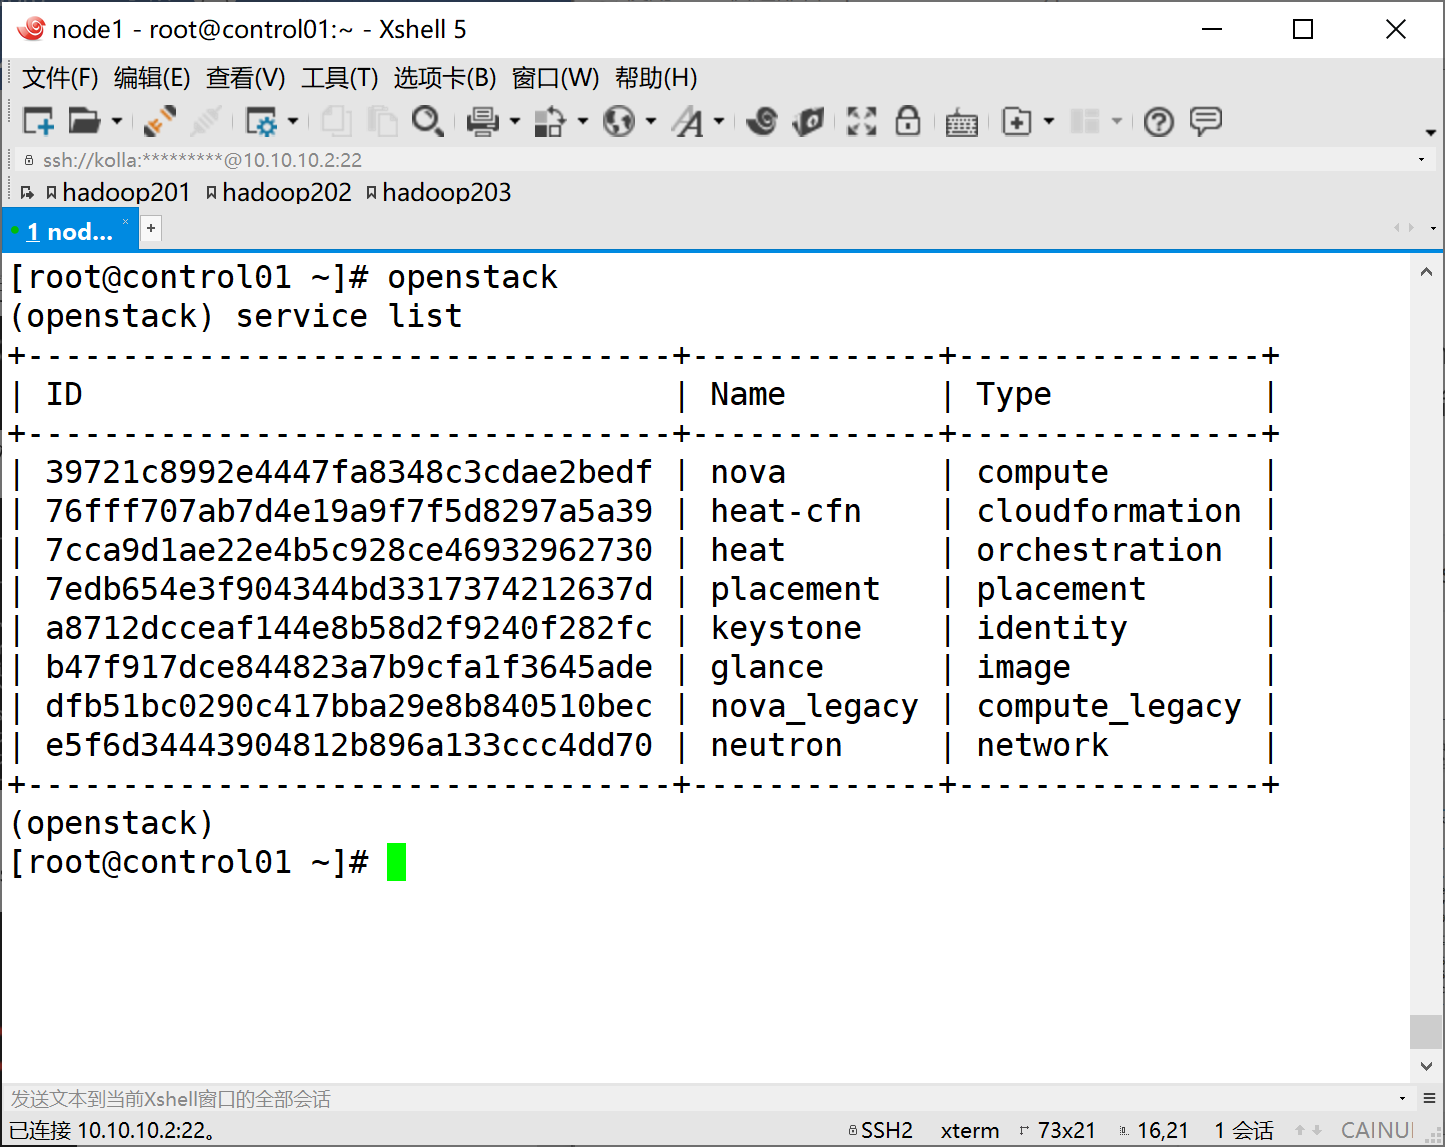 node1 - root@control01:~ - Xshell 5
文件(F) 编辑(E) 查看(V) 工具(T) 选项卡(B) 窗口(W) 帮助(H)
ssh://kolla:*********@10.10.10.2:22
hadoop201 hadoop202 hadoop203
1 nod... × +
[root@control01 ~]# openstack
(openstack) service list
+----------------------------------+-------------+----------------+
| ID                               | Name        | Type           |
+----------------------------------+-------------+----------------+
| 39721c8992e4447fa8348c3cdae2bedf | nova        | compute        |
| 76fff707ab7d4e19a9f7f5d8297a5a39 | heat-cfn    | cloudformation |
| 7cca9d1ae22e4b5c928ce46932962730 | heat        | orchestration  |
| 7edb654e3f904344bd3317374212637d | placement   | placement      |
| a8712dcceaf144e8b58d2f9240f282fc | keystone    | identity       |
| b47f917dce844823a7b9cfa1f3645ade | glance      | image          |
| dfb51bc0290c417bba29e8b840510bec | nova_legacy | compute_legacy |
| e5f6d34443904812b896a133ccc4dd70 | neutron     | network        |
+----------------------------------+-------------+----------------+
(openstack)
[root@control01 ~]#
发送文本到当前Xshell窗口的全部会话
已连接 10.10.10.2:22。 SSH2 xterm 73x21 16,21 1 会话 CAINUI